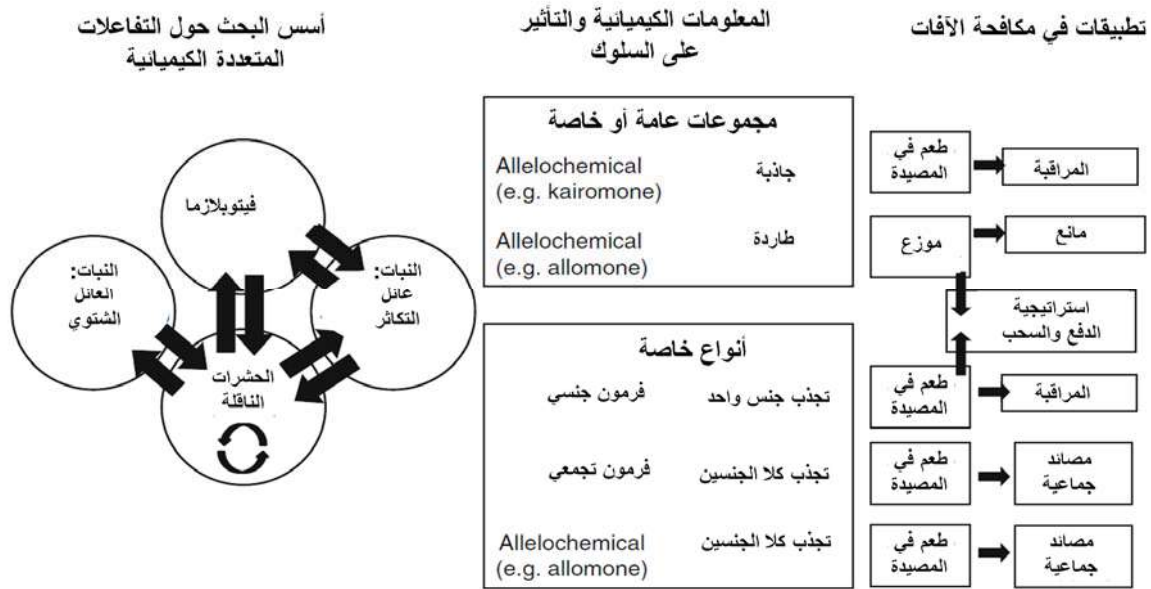 أسس البحث حول التفاعلات
المتعددة الكيميائية
فيتوبلازما
النبات:
العائل
الشتوي
النبات:
عائل
التكاثر
الحشرات
الناقلة
المعلومات الكيميائية والتأثير
على السلوك
مجموعات عامة أو خاصة
Allelochemical
(e.g. kairomone)
جاذبة
Allelochemical
(e.g. allomone)
طاردة
أنواع خاصة
تجذب جنس واحد
فرمون جنسي
تجذب كلا الجنسين
فرمون تجمعي
تجذب كلا الجنسين
Allelochemical
(e.g. allomone)
تطبيقات في مكافحة الآفات
طعم في
المصيدة
المراقبة
موزع
مانع
استراتيجية
الدفع والسحب
طعم في
المصيدة
المراقبة
طعم في
المصيدة
مصائد
جماعية
طعم في
المصيدة
مصائد
جماعية